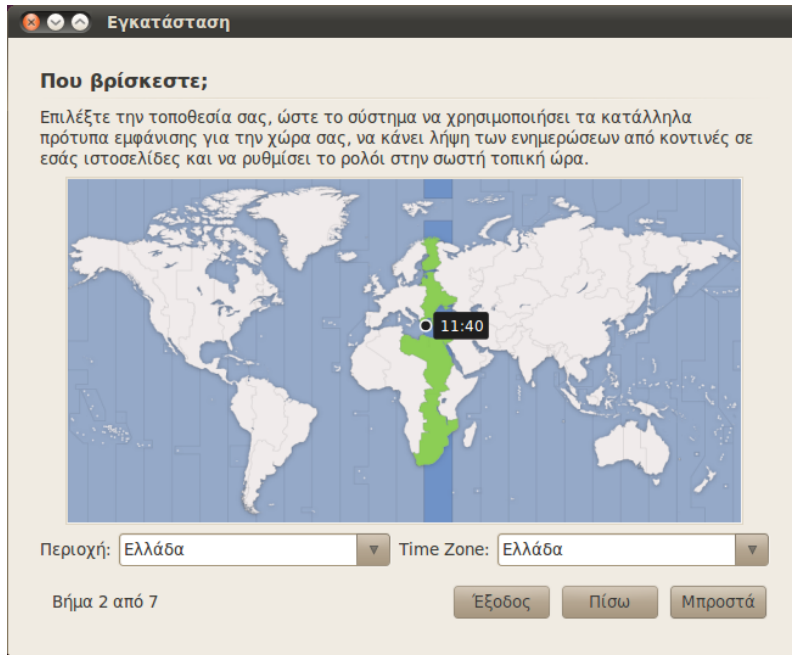 Εγκατάσταση
Που βρίσκεστε;
Επιλέξτε την τοποθεσία σας, ώστε το σύστημα να χρησιμοποιήσει τα κατάλληλα
πρότυπα εμφάνισης για την χώρα σας, να κάνει λήψη των ενημερώσεων από κοντινές σε
εσάς ιστοσελίδες και να ρυθμίσει το ρολόι στην σωστή τοπική ώρα.
11:40
Περιοχή: Ελλάδα Time Zone: Ελλάδα
Βήμα 2 από 7 Έξοδος Πίσω Μπροστά